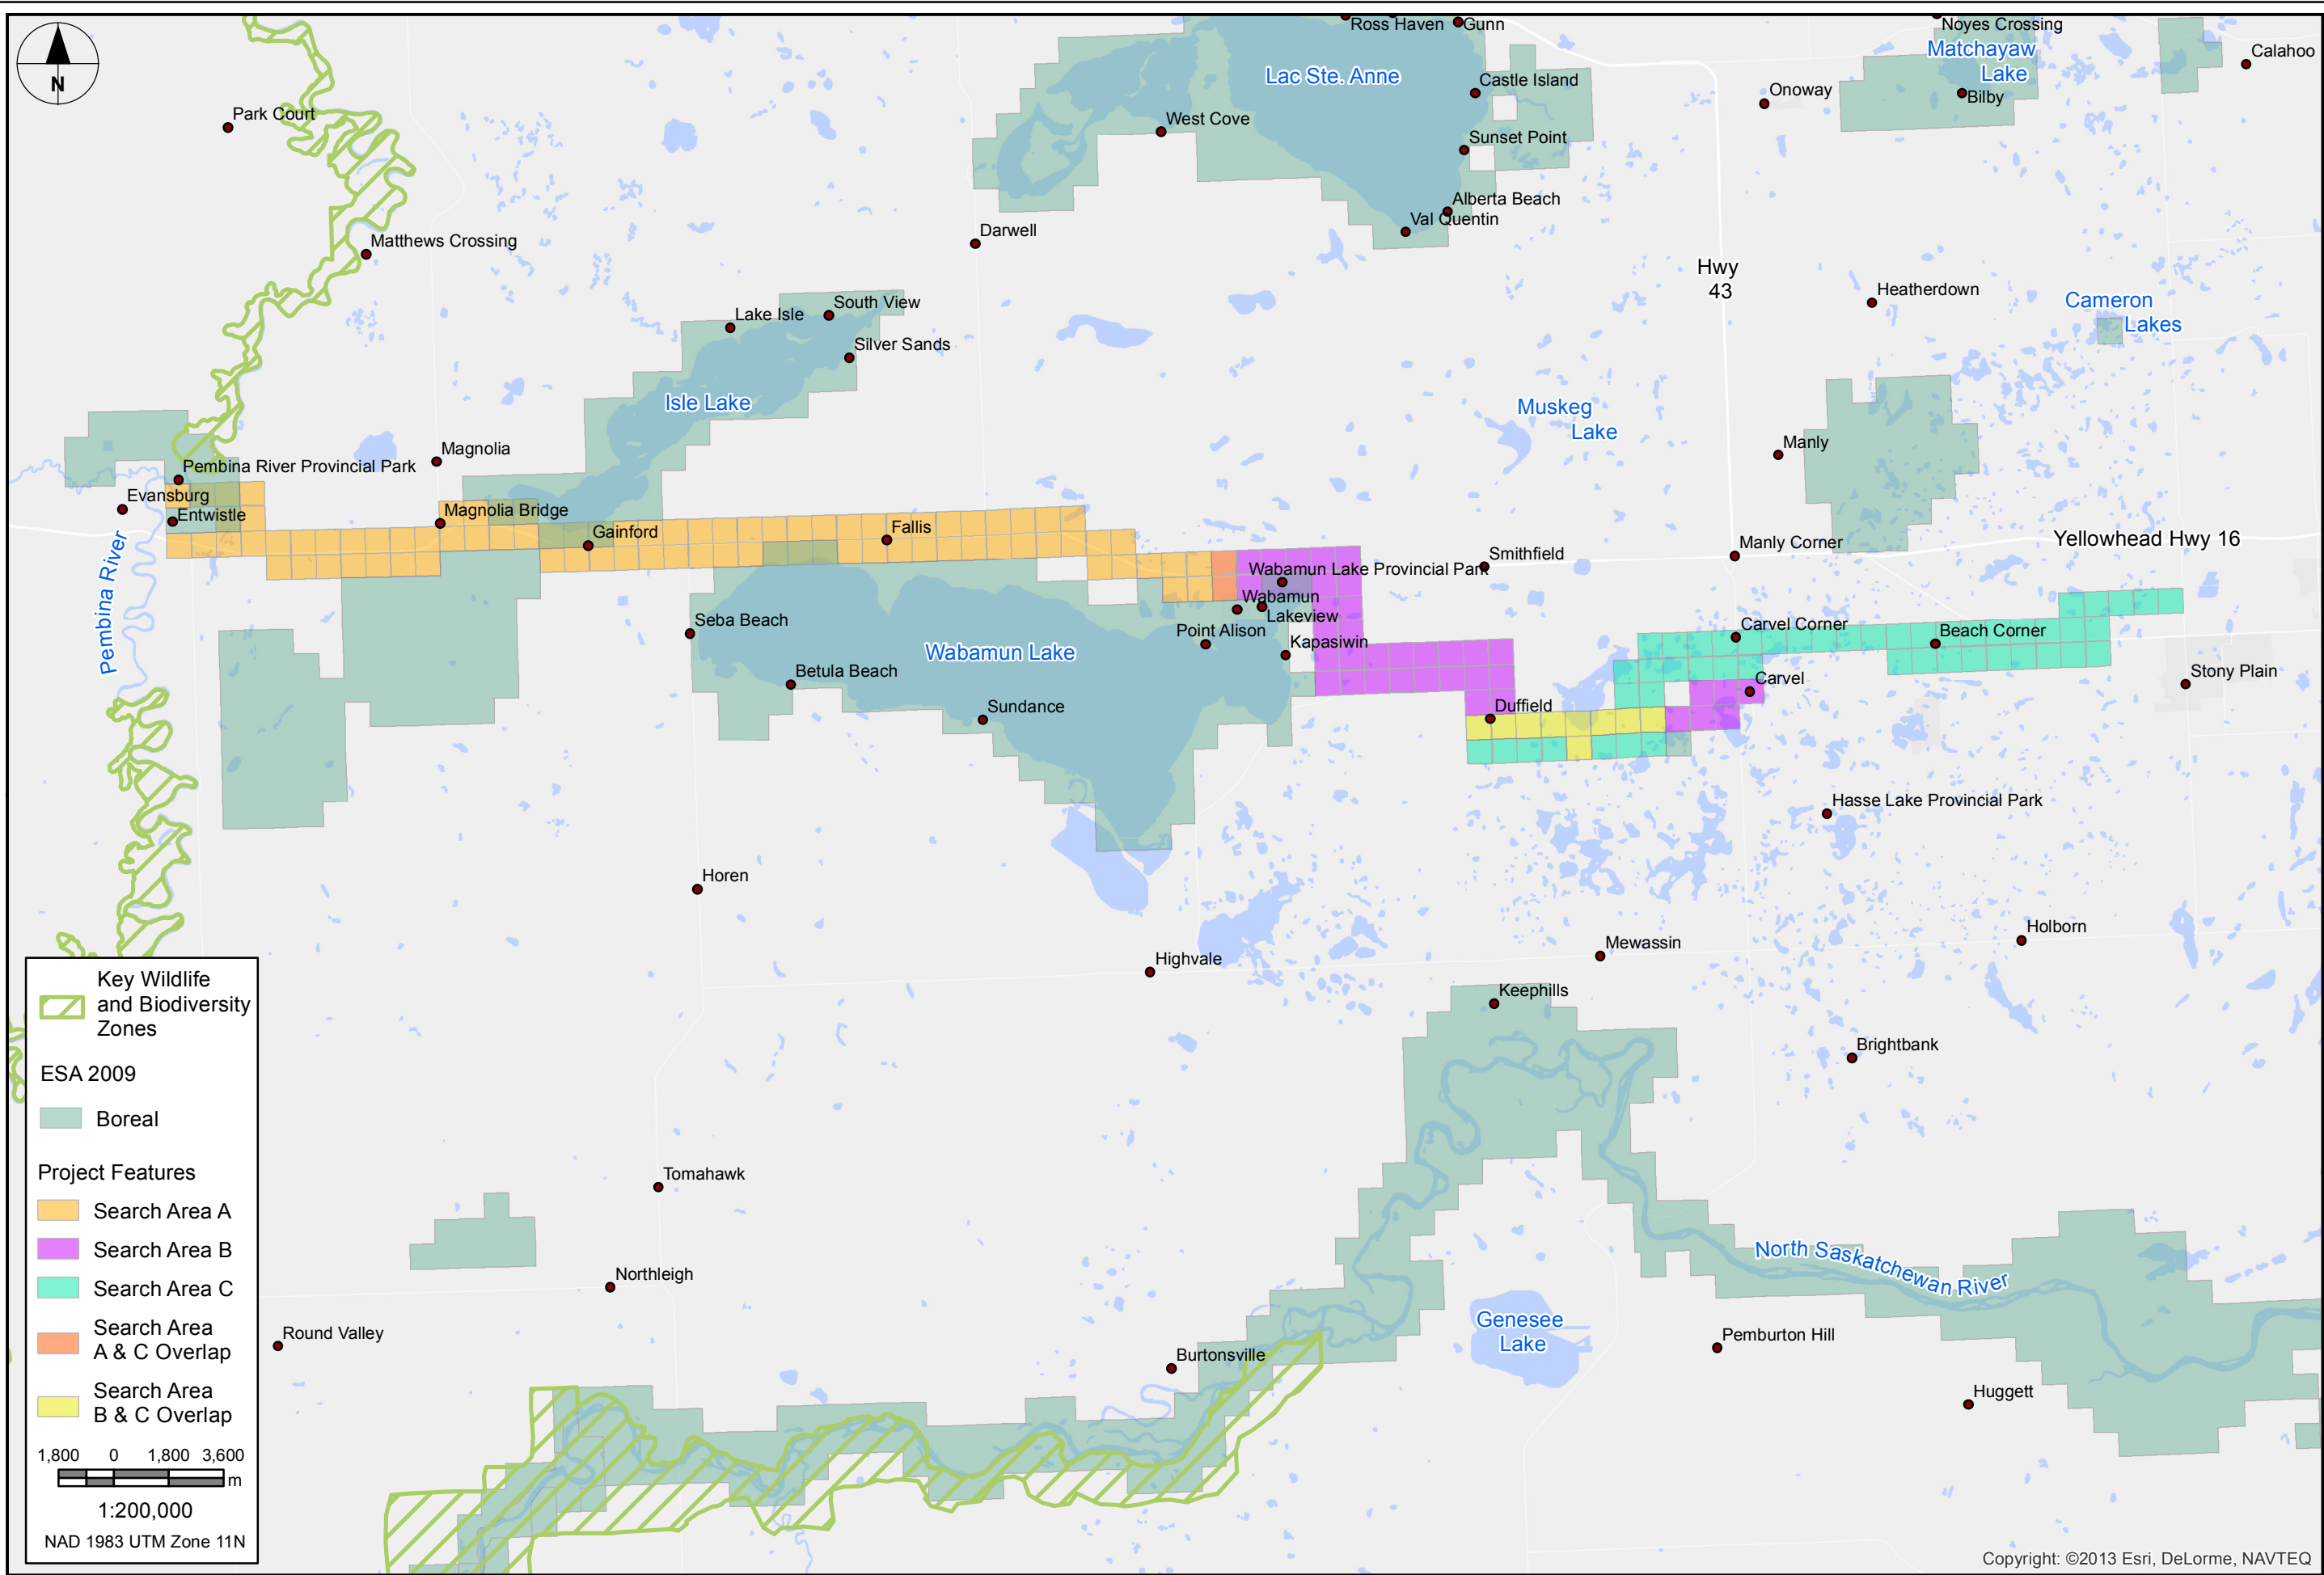 Ross Haven
Gunn
Noyes Crossing
Matchayaw
Lake
Calahoo
N
Lac Ste. Anne
Castle Island
Onoway
Bilby
Park Court
West Cove
Sunset Point
Alberta Beach
Val Quentin
Darwell
Matthews Crossing
Hwy
43
Heatherdown
Cameron
Lakes
South View
Lake Isle
Silver Sands
Isle Lake
Muskeg
Lake
Manly
Magnolia
Pembina River Provincial Park
Evansburg
Entwistle
Magnolia Bridge
Gainford
Fallis
Smithfield
Manly Corner
Yellowhead Hwy 16
Wabamun Lake Provincial Park
Wabamun
Lakeview
Pembina River
Seba Beach
Point Alison
Kapasiwin
Wabamun Lake
Carvel Corner
Beach Corner
Betula Beach
Carvel
Stony Plain
Sundance
Duffield
Hasse Lake Provincial Park
Horen
Holborn
Mewassin
Highvale
Keephills
Brightbank
Tomahawk
Northleigh
North Saskatchewan River
Round Valley
Genesee
Lake
Pemburton Hill
Burtonsville
Huggett
Key Wildlife
and Biodiversity
Zones
ESA 2009
Boreal
Project Features
Search Area A
Search Area B
Search Area C
Search Area
A & C Overlap
Search Area
B & C Overlap
1,800 0 1,800 3,600
m
1:200,000
NAD 1983 UTM Zone 11N
Copyright: ©2013 Esri, DeLorme, NAVTEQ